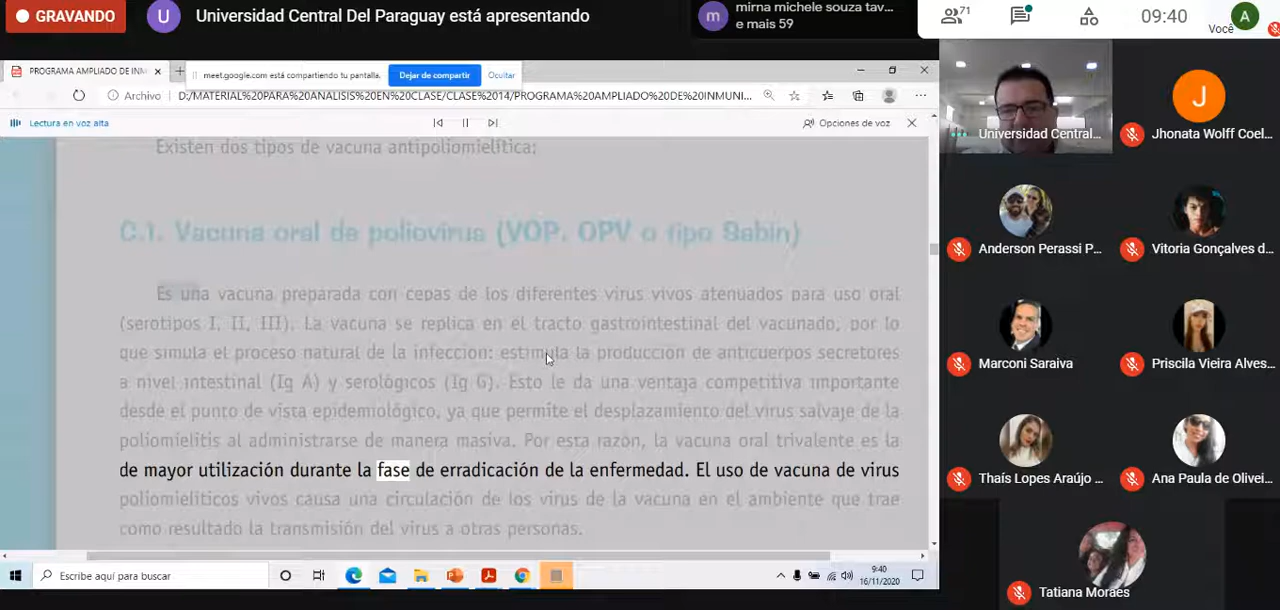 GRAVANDO
U
Universidad Central Del Paraguay está apresentando
m
mirna michele souza tav...
e mais 59
71
09:40
Você
A
PROGRAMA AMPLIADO DE INM
meet.google.com está compartiendo tu pantalla.
Dejar de compartir
Ocultar
Archivo
D:/MATERIAL%20PARA%20ANALISIS%20EN%20CLASE/CLASE%2014/PROGRAMA%20AMPLIADO%20DE%20INMUNI...
Lectura en voz alta
Opciones de voz
Existen dos tipos de vacuna antipoliomielítica:
C.1. Vacuna oral de poliovirus (VOP, OPV o tipo Sabin)
Es una vacuna preparada con cepas de los diferentes virus vivos atenuados para uso oral
(serotipos I, II, III). La vacuna se replica en el tracto gastrointestinal del vacunado, por lo
que simula el proceso natural de la infección: estimula la producción de anticuerpos secretores
a nivel intestinal (Ig A) y serológicos (Ig G). Esto le da una ventaja competitiva importante
desde el punto de vista epidemiológico, ya que permite el desplazamiento del virus salvaje de la
poliomielitis al administrarse de manera masiva. Por esta razón, la vacuna oral trivalente es la
de mayor utilización durante la fase de erradicación de la enfermedad. El uso de vacuna de virus
poliomielíticos vivos causa una circulación de los virus de la vacuna en el ambiente que trae
como resultado la transmisión del virus a otras personas.
Escribe aquí para buscar
9:40
16/11/2020
Universidad Central...
J
Jhonata Wolff Coel...
Anderson Perassi P...
Vitoria Gonçalves d...
Marconi Saraiva
Priscila Vieira Alves...
Thaís Lopes Araújo ...
Ana Paula de Olivei...
Tatiana Moraes